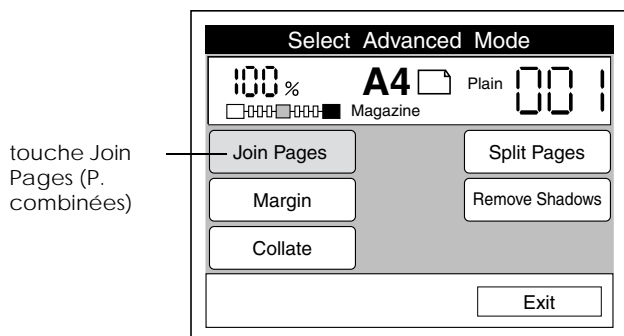 Select Advanced Mode
100 % A4 Plain 001
Magazine
touche Join
Pages (P.
combinées)
Join Pages Split Pages
Margin Remove Shadows
Collate
Exit